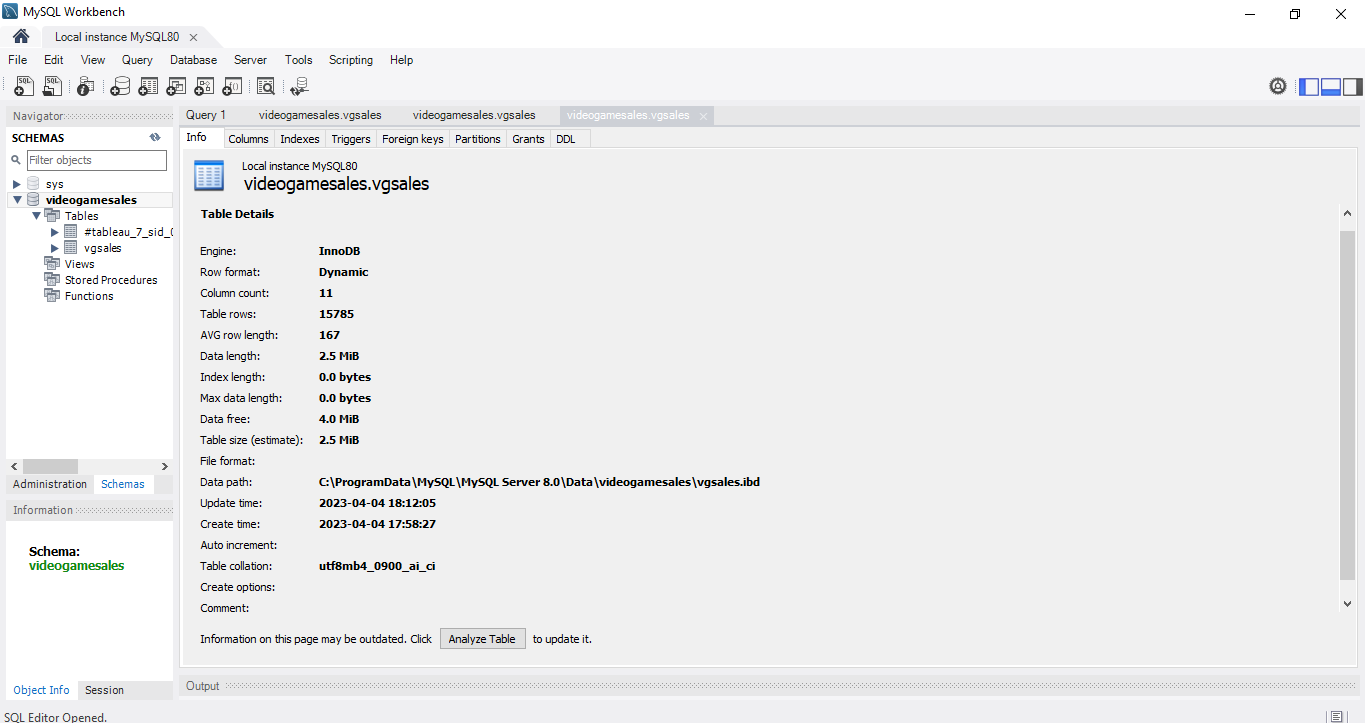 MySQL Workbench
Local instance MySQL80
File Edit View Query Database Server Tools Scripting Help
Navigator
SCHEMAS
Filter objects
sys
videogamesales
Tables
#tableau_7_sid_0
vgsales
Views
Stored Procedures
Functions
Administration Schemas
Information
Schema:
videogamesales
Object Info Session
Query 1 videogamesales.vgsales videogamesales.vgsales videogamesales.vgsales
Info Columns Indexes Triggers Foreign keys Partitions Grants DDL
Local instance MySQL80
videogamesales.vgsales
Table Details
Engine: InnoDB
Row format: Dynamic
Column count: 11
Table rows: 15785
AVG row length: 167
Data length: 2.5 MiB
Index length: 0.0 bytes
Max data length: 0.0 bytes
Data free: 4.0 MiB
Table size (estimate): 2.5 MiB
File format:
Data path: C:\ProgramData\MySQL\MySQL Server 8.0\Data\videogamesales\vgsales.ibd
Update time: 2023-04-04 18:12:05
Create time: 2023-04-04 17:58:27
Auto increment:
Table collation: utf8mb4_0900_ai_ci
Create options:
Comment:
Information on this page may be outdated. Click Analyze Table to update it.
Output
SQL Editor Opened.